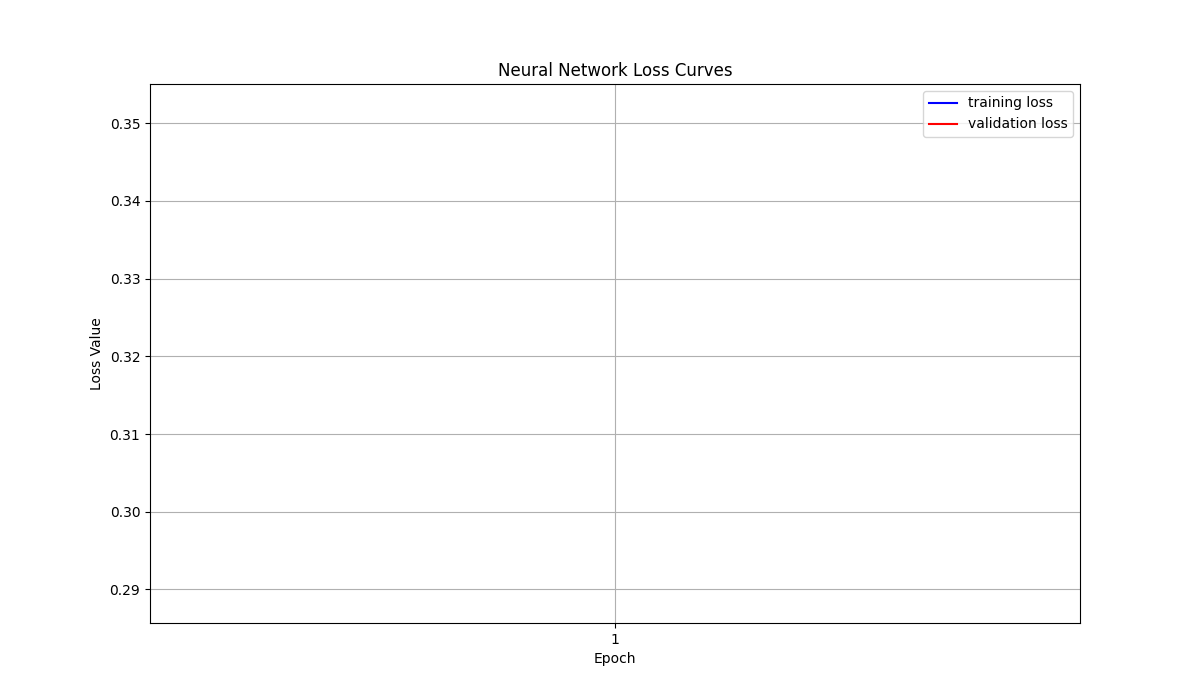 Neural Network Loss Curves
training loss
validation loss
0.35
0.34
0.33
0.32
0.31
0.30
0.29
Loss Value
1
Epoch